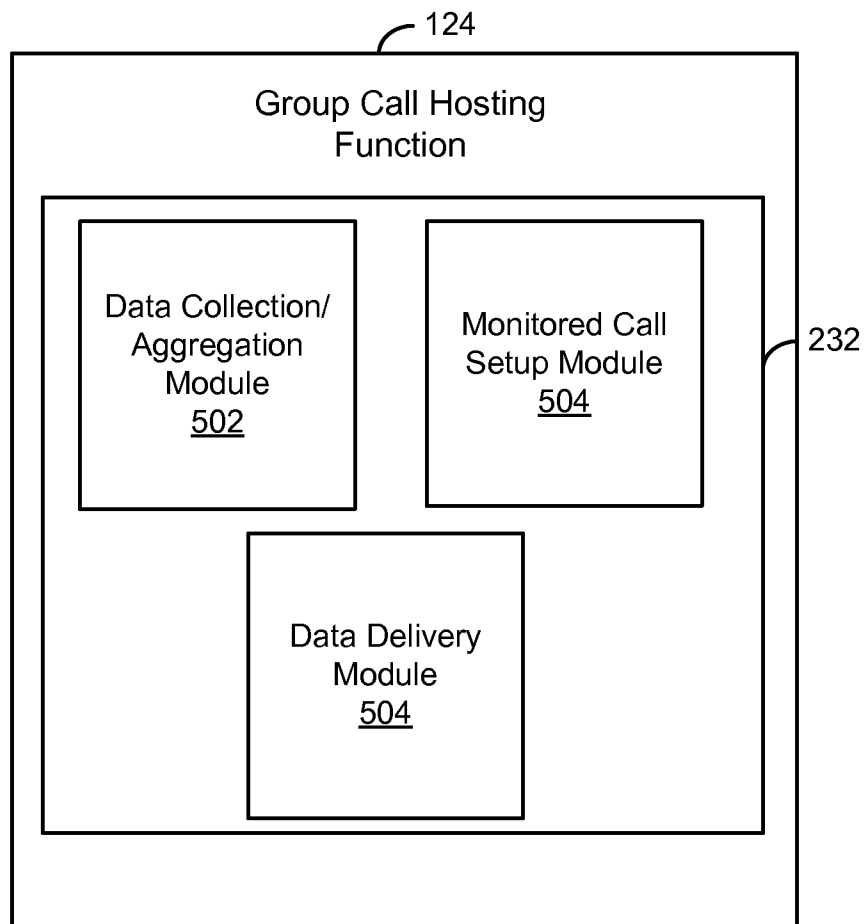 124
Group Call Hosting
Function
Data Collection/
Aggregation
Module
502
Monitored Call
Setup Module
504
232
Data Delivery
Module
504